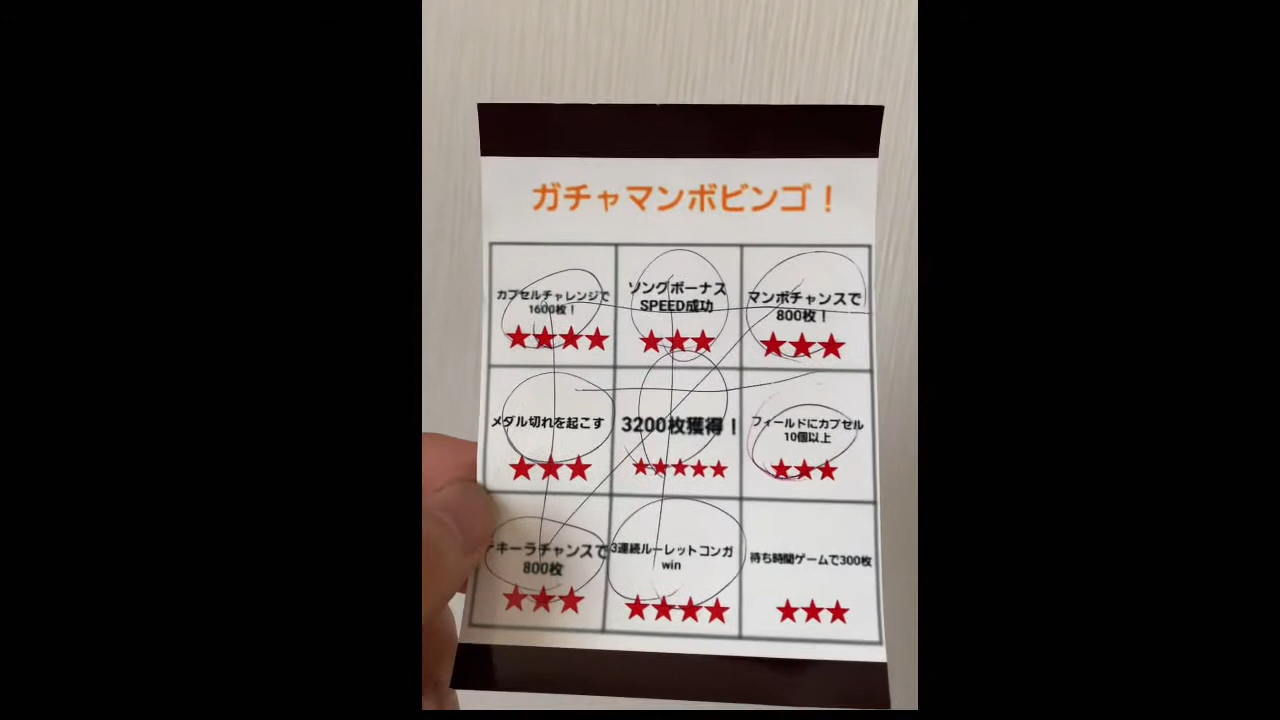 ガチャマンボビンゴ！
カプセルチャレンジで
1600枚！
★★★★
ソングボーナス
SPEED成功
★★★
マンボチャンスで
800枚！
★★★
メダル切れを起こす
★★★
3200枚獲得！
★★★★★
フィールドにカプセル
10個以上
★★★
キーラチャンスで
800枚
★★★
3連続ルーレットコンガ
win
★★★★
待ち時間ゲームで300枚
★★★